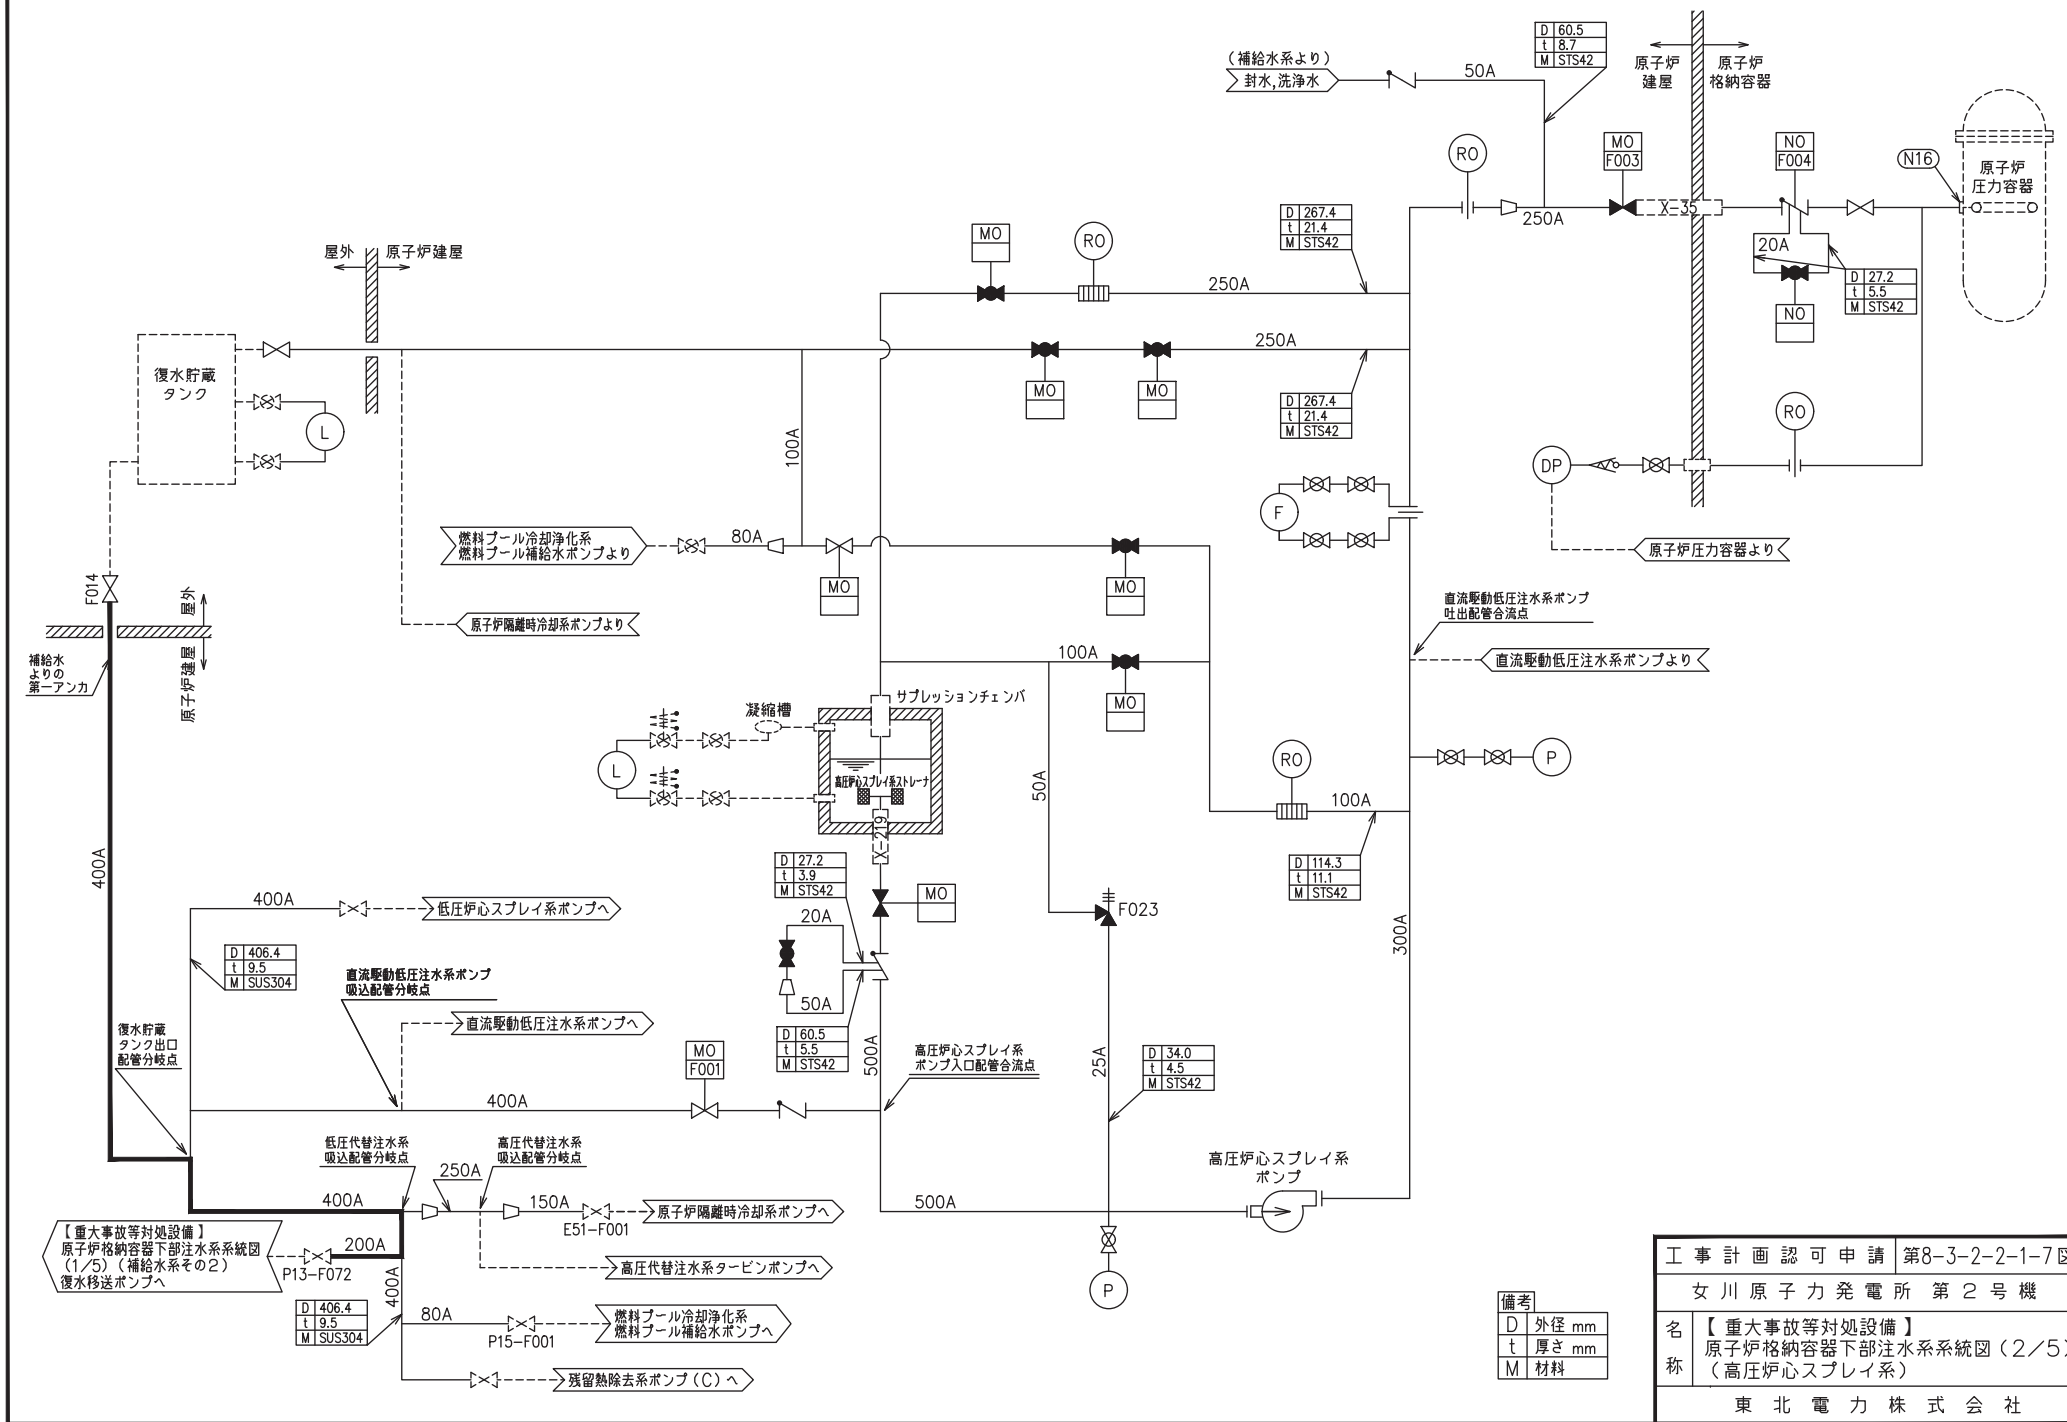 (補給水系より)
封水,洗浄水
50A
D 60.5
t 8.7
M STS42
原子炉
建屋
原子炉
格納容器
RO
MO
F003
NO
F004
N16
原子炉
圧力容器
250A
X-35
20A
D 27.2
t 5.5
M STS42
NO
屋外
原子炉建屋
MO
RO
250A
D 267.4
t 21.4
M STS42
250A
MO
MO
D 267.4
t 21.4
M STS42
復水貯蔵
タンク
L
100A
RO
DP
F
原子炉圧力容器より
燃料プール冷却浄化系
燃料プール補給水ポンプより
80A
MO
MO
F014
屋外
原子炉建屋
補給水
よりの
第一アンカ
原子炉隔離時冷却系ポンプより
直流駆動低圧注水系ポンプ
吐出配管合流点
直流駆動低圧注水系ポンプより
100A
MO
サプレッションチェンバ
凝縮槽
L
高圧炉心スプレイ系ストレーナ
X-219
50A
RO
100A
P
D 114.3
t 11.1
M STS42
400A
400A
低圧炉心スプレイ系ポンプへ
D 27.2
t 3.9
M STS42
MO
20A
50A
F023
300A
D 406.4
t 9.5
M SUS304
直流駆動低圧注水系ポンプ
吸込配管分岐点
直流駆動低圧注水系ポンプへ
復水貯蔵
タンク出口
配管分岐点
D 60.5
t 5.5
M STS42
500A
MO
F001
高圧炉心スプレイ系
ポンプ入口配管合流点
25A
D 34.0
t 4.5
M STS42
400A
低圧代替注水系
吸込配管分岐点
高圧代替注水系
吸込配管分岐点
250A
400A
150A
E51-F001
原子炉隔離時冷却系ポンプへ
500A
高圧炉心スプレイ系
ポンプ
【重大事故等対処設備】
原子炉格納容器下部注水系系統図
(1/5)(補給水系その2)
復水移送ポンプへ
200A
P13-F072
高圧代替注水系タービンポンプへ
P
400A
D 406.4
t 9.5
M SUS304
80A
P15-F001
燃料プール冷却浄化系
燃料プール補給水ポンプへ
残留熱除去系ポンプ(C)へ
備考
D 外径 mm
t 厚さ mm
M 材料
工事計画認可申請 第8-3-2-2-1-7図
女川原子力発電所 第2号機
名称
【重大事故等対処設備】
原子炉格納容器下部注水系系統図(2/5)
(高圧炉心スプレイ系)
東北電力株式会社